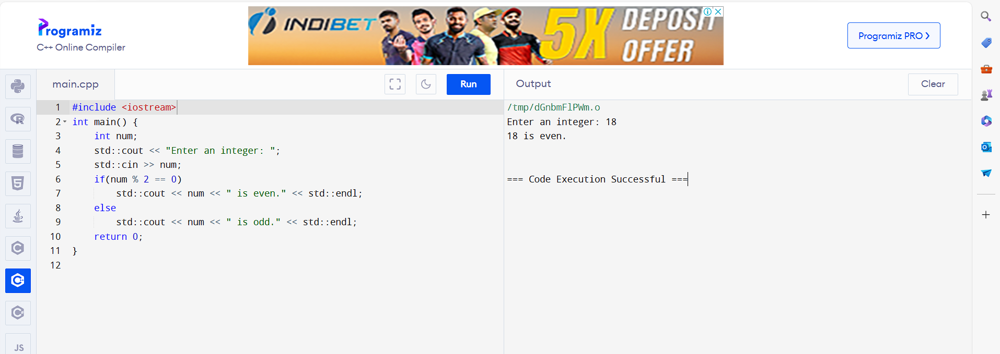 Programiz
C++ Online Compiler
INDIBET
5X
DEPOSIT
OFFER
Programiz PRO ❯
main.cpp
Run
Output
Clear
1 #include <iostream>
2 int main() {
3     int num;
4     std::cout << "Enter an integer: ";
5     std::cin >> num;
6     if(num % 2 == 0)
7         std::cout << num << " is even." << std::endl;
8     else
9         std::cout << num << " is odd." << std::endl;
10     return 0;
11 }
12
/tmp/dGnbmFlPWm.o
Enter an integer: 18
18 is even.
=== Code Execution Successful ===
R
5
C
C++
C#
JS